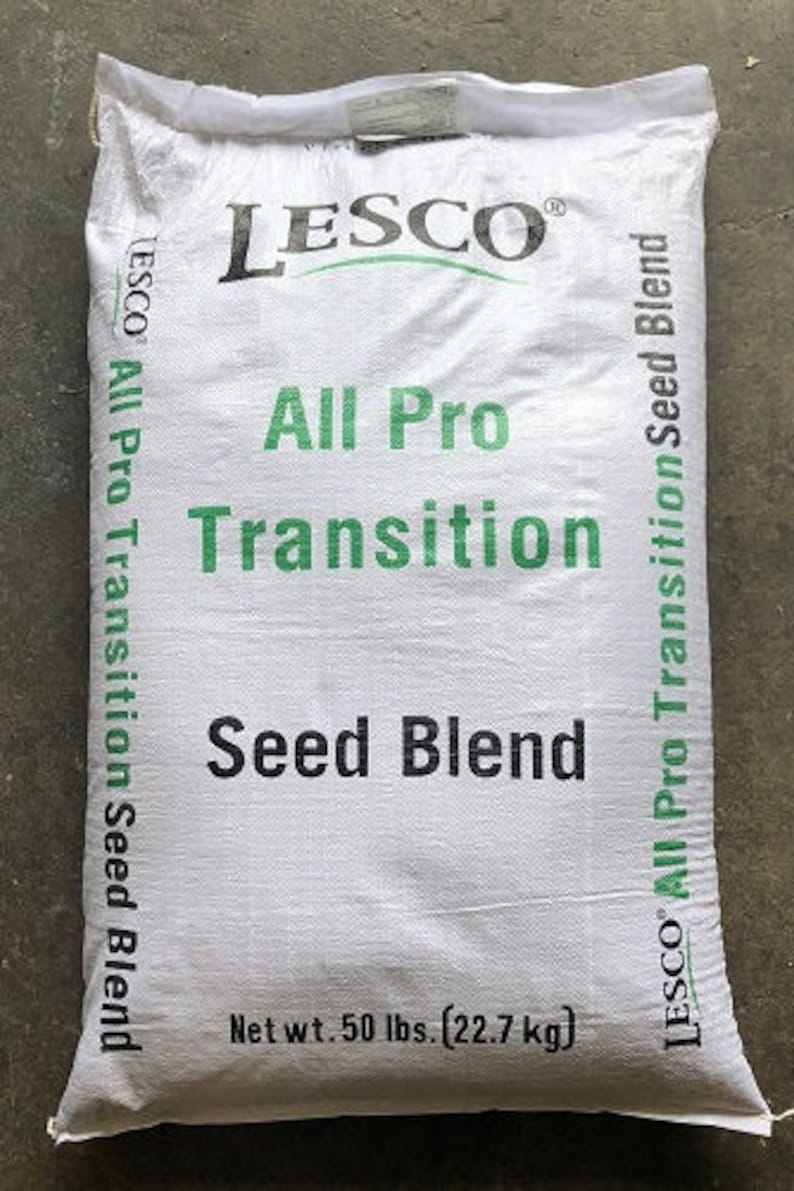 LESCO®
All Pro
Transition
Seed Blend
Net wt. 50 lbs. (22.7 kg)
LESCO® All Pro Transition Seed Blend
LESCO® All Pro Transition Seed Blend